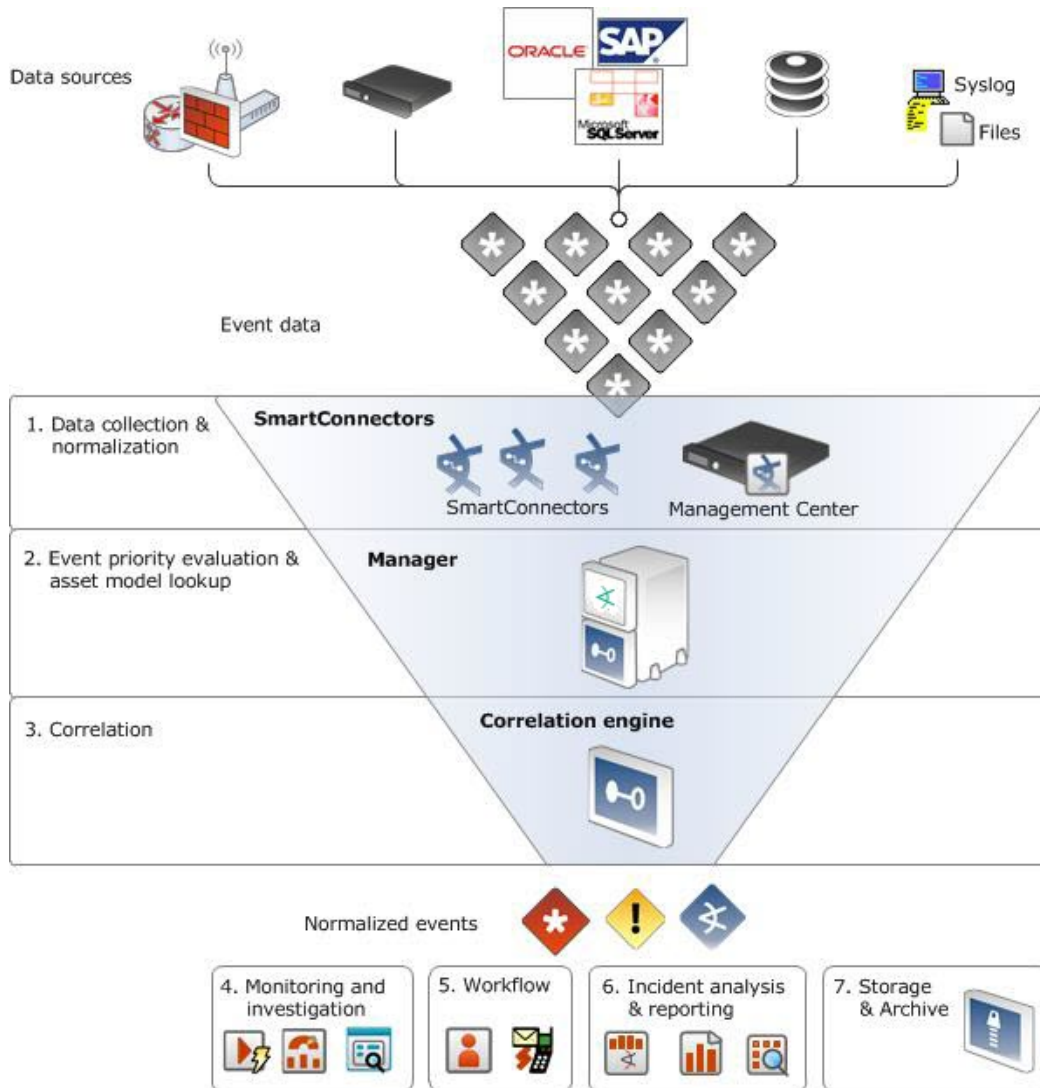 Data sources
ORACLE
SAP
Microsoft
SQL Server
Syslog
Files
Event data
1. Data collection &
normalization
SmartConnectors
SmartConnectors
Management Center
2. Event priority evaluation &
asset model lookup
Manager
3. Correlation
Correlation engine
Normalized events
4. Monitoring and
investigation
5. Workflow
6. Incident analysis
& reporting
7. Storage
& Archive